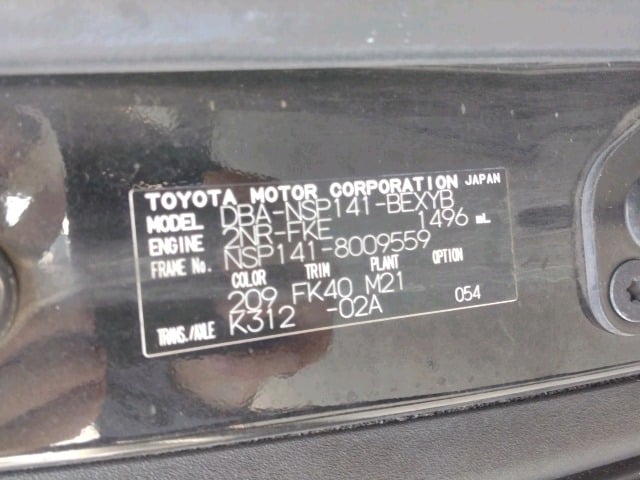 TOYOTA MOTOR CORPORATION JAPAN
MODEL DBA-NSP141-BEXYB
ENGINE 2NR-FKE 1496 mL
FRAME No. NSP141-8009559
COLOR TRIM PLANT OPTION
209 FK40 M21
TRANS./AXLE K312 -02A 054